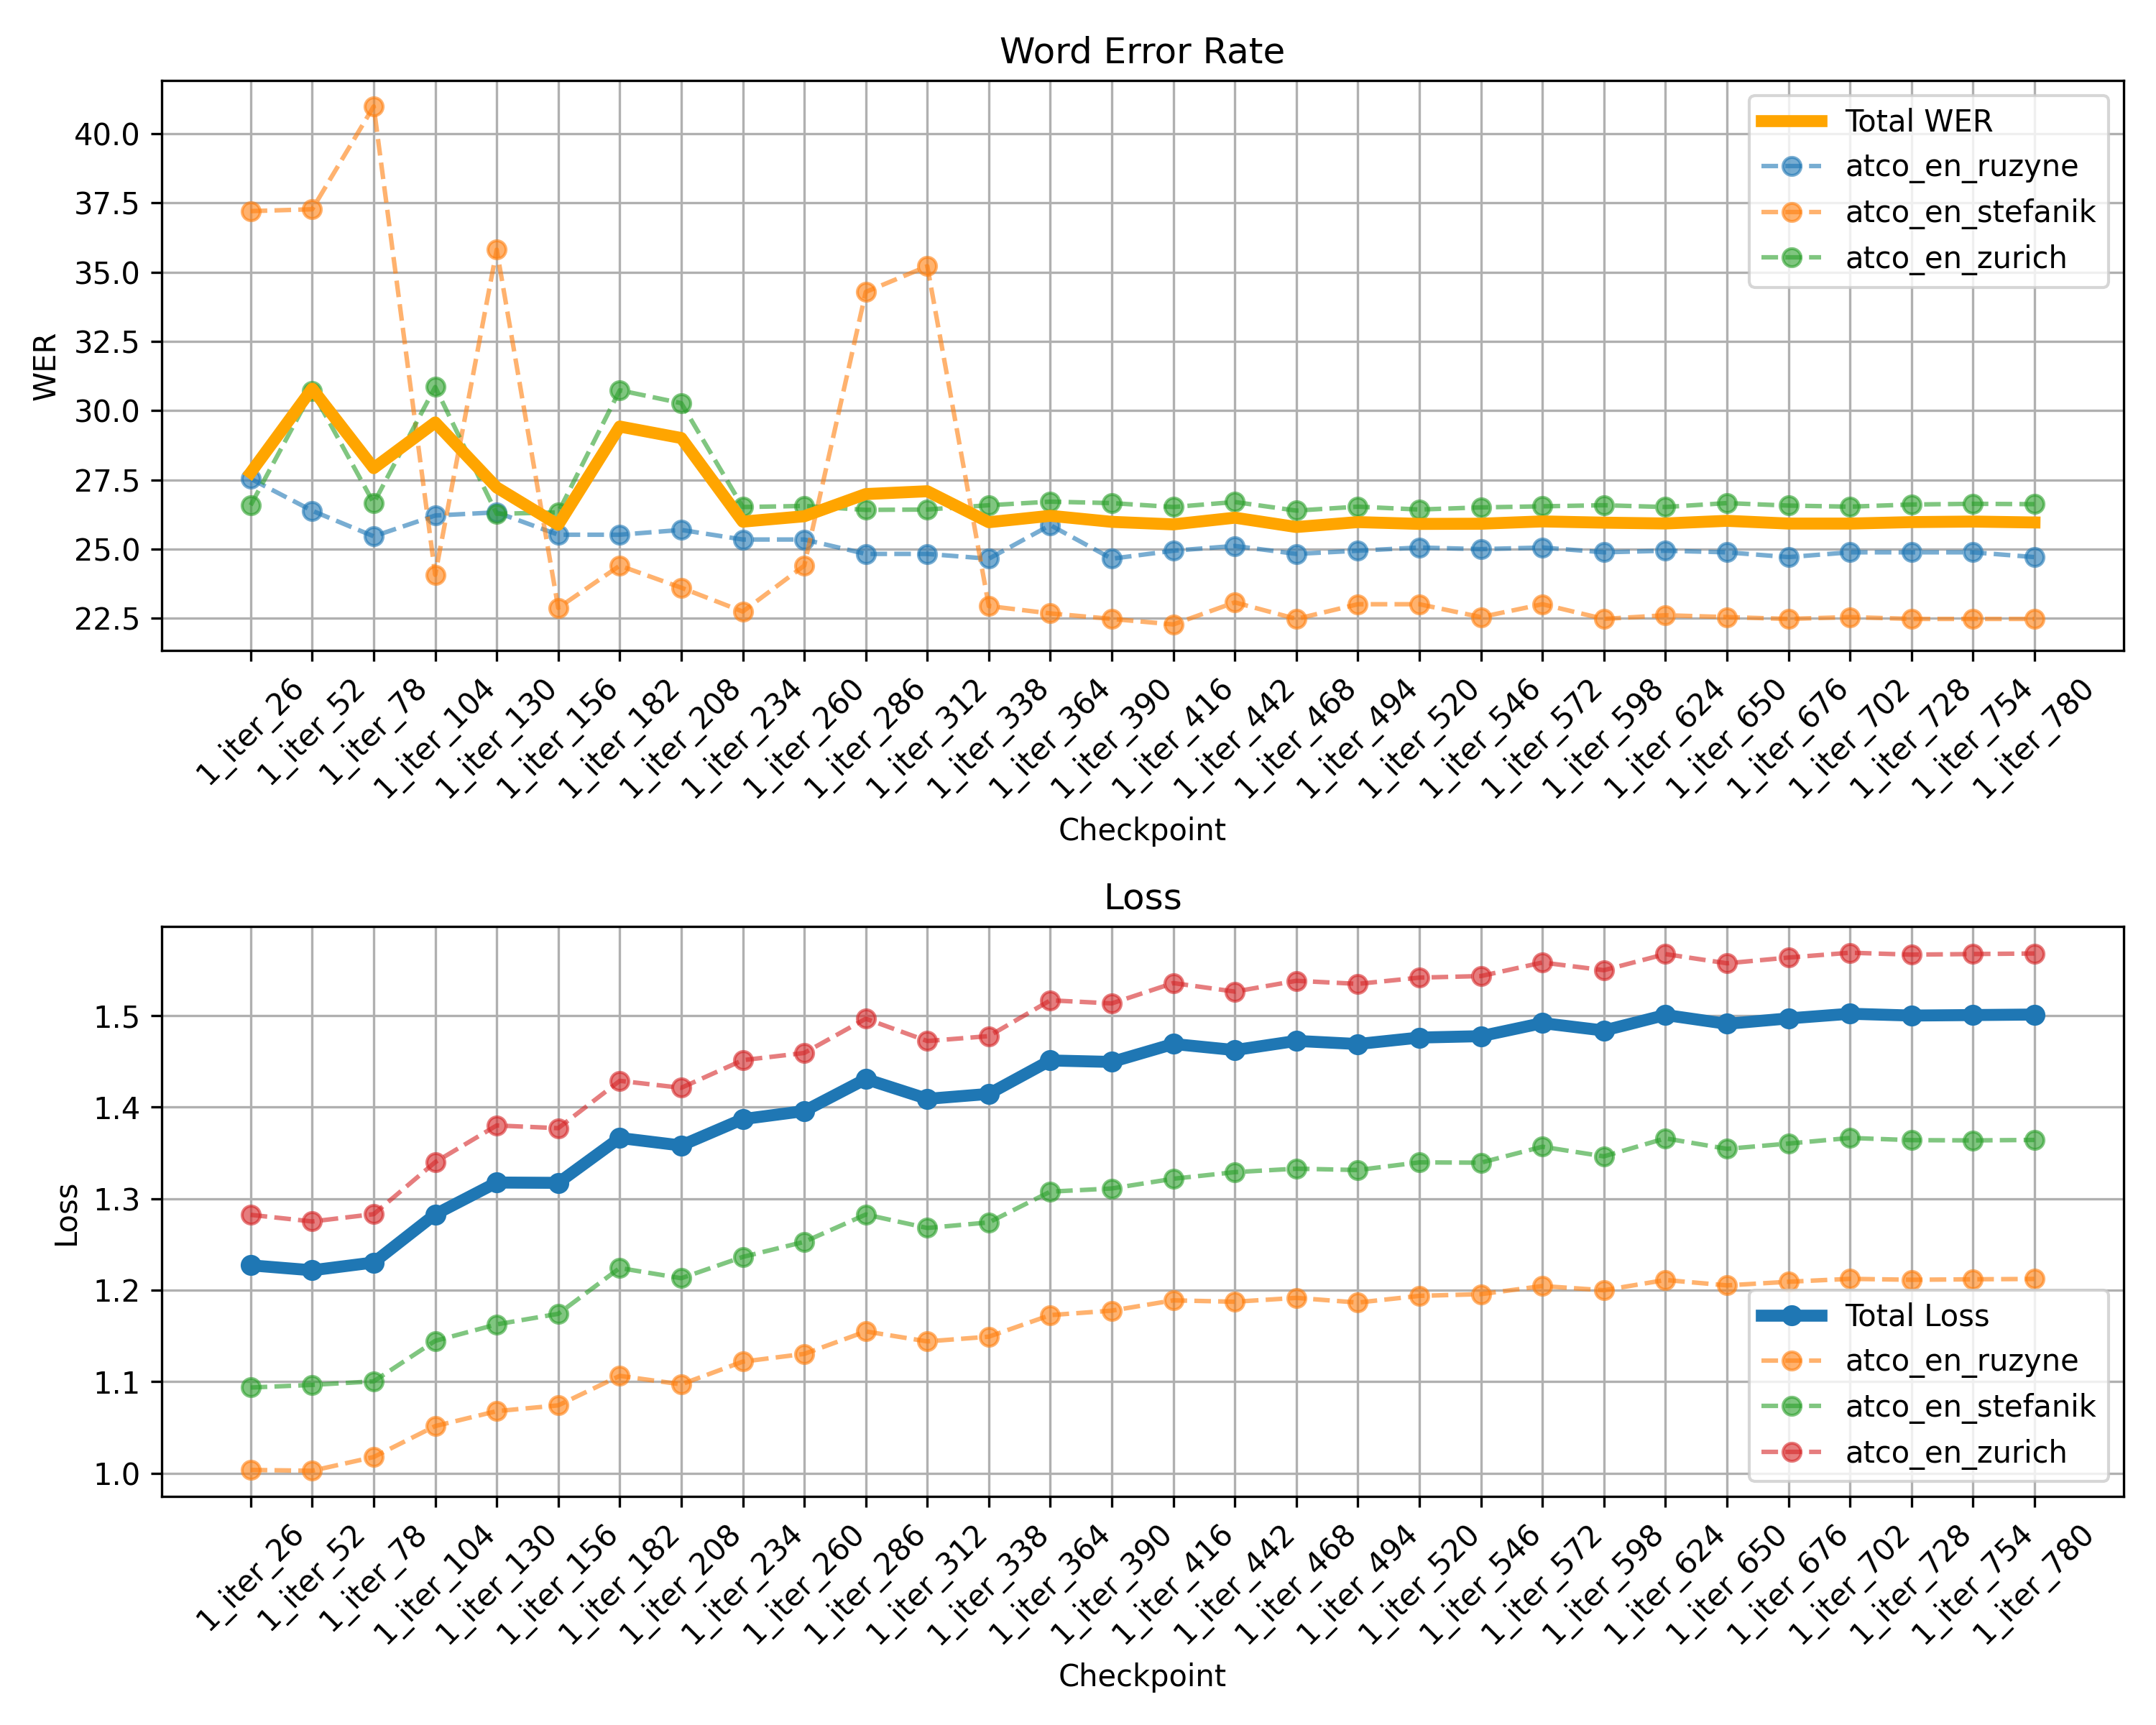 Word Error Rate
WER
40.0
37.5
35.0
32.5
30.0
27.5
25.0
22.5
Total WER
atco_en_ruzyne
atco_en_stefanik
atco_en_zurich
1_iter_26
1_iter_52
1_iter_78
1_iter_104
1_iter_130
1_iter_156
1_iter_182
1_iter_208
1_iter_234
1_iter_260
1_iter_286
1_iter_312
1_iter_338
1_iter_364
1_iter_390
1_iter_416
1_iter_442
1_iter_468
1_iter_494
1_iter_520
1_iter_546
1_iter_572
1_iter_598
1_iter_624
1_iter_650
1_iter_676
1_iter_702
1_iter_728
1_iter_754
1_iter_780
Checkpoint
Loss
Loss
1.5
1.4
1.3
1.2
1.1
1.0
Total Loss
atco_en_ruzyne
atco_en_stefanik
atco_en_zurich
1_iter_26
1_iter_52
1_iter_78
1_iter_104
1_iter_130
1_iter_156
1_iter_182
1_iter_208
1_iter_234
1_iter_260
1_iter_286
1_iter_312
1_iter_338
1_iter_364
1_iter_390
1_iter_416
1_iter_442
1_iter_468
1_iter_494
1_iter_520
1_iter_546
1_iter_572
1_iter_598
1_iter_624
1_iter_650
1_iter_676
1_iter_702
1_iter_728
1_iter_754
1_iter_780
Checkpoint